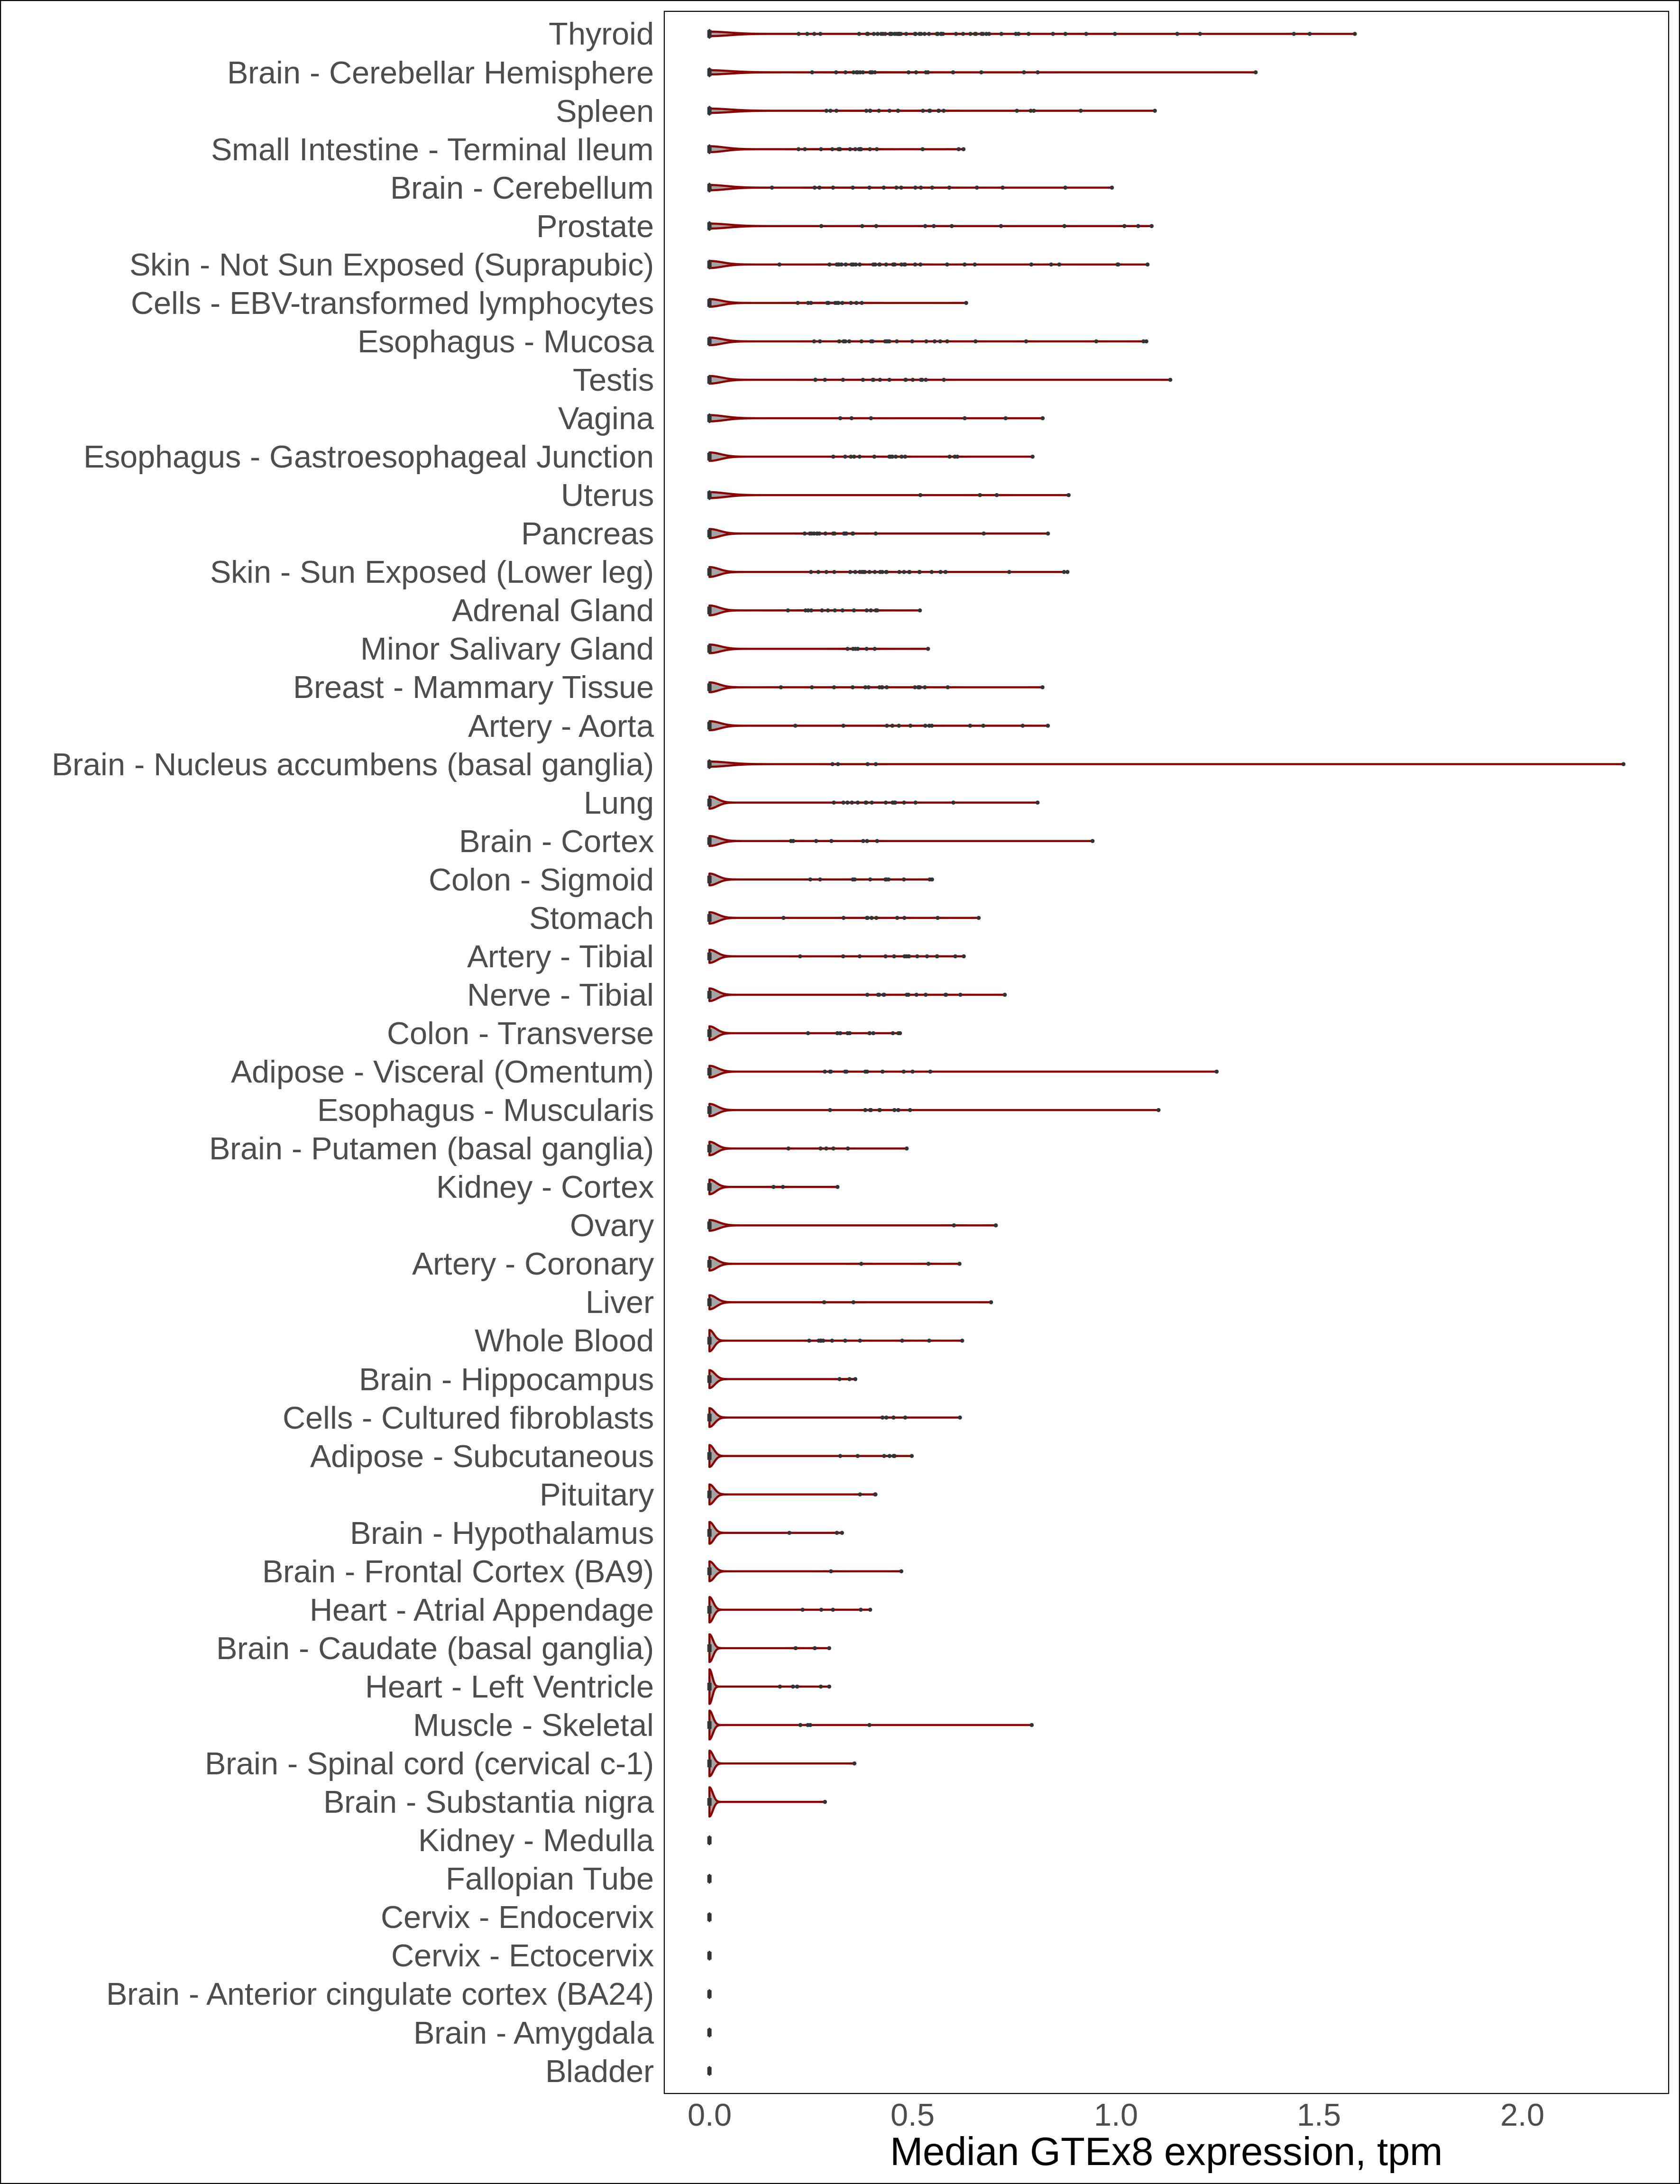 Thyroid
Brain - Cerebellar Hemisphere
Spleen
Small Intestine - Terminal Ileum
Brain - Cerebellum
Prostate
Skin - Not Sun Exposed (Suprapubic)
Cells - EBV-transformed lymphocytes
Esophagus - Mucosa
Testis
Vagina
Esophagus - Gastroesophageal Junction
Uterus
Pancreas
Skin - Sun Exposed (Lower leg)
Adrenal Gland
Minor Salivary Gland
Breast - Mammary Tissue
Artery - Aorta
Brain - Nucleus accumbens (basal ganglia)
Lung
Brain - Cortex
Colon - Sigmoid
Stomach
Artery - Tibial
Nerve - Tibial
Colon - Transverse
Adipose - Visceral (Omentum)
Esophagus - Muscularis
Brain - Putamen (basal ganglia)
Kidney - Cortex
Ovary
Artery - Coronary
Liver
Whole Blood
Brain - Hippocampus
Cells - Cultured fibroblasts
Adipose - Subcutaneous
Pituitary
Brain - Hypothalamus
Brain - Frontal Cortex (BA9)
Heart - Atrial Appendage
Brain - Caudate (basal ganglia)
Heart - Left Ventricle
Muscle - Skeletal
Brain - Spinal cord (cervical c-1)
Brain - Substantia nigra
Kidney - Medulla
Fallopian Tube
Cervix - Endocervix
Cervix - Ectocervix
Brain - Anterior cingulate cortex (BA24)
Brain - Amygdala
Bladder
0.0 0.5 1.0 1.5 2.0
Median GTEx8 expression, tpm